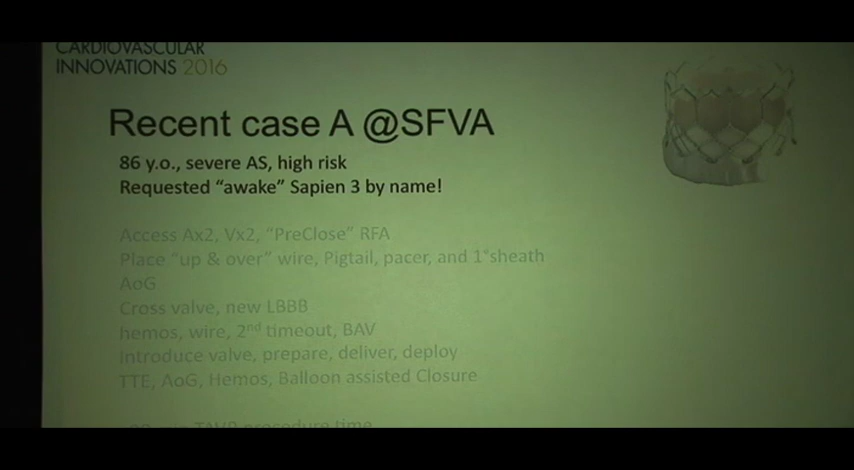 CARDIOVASCULAR
INNOVATIONS 2016
Recent case A @SFVA
86 y.o., severe AS, high risk
Requested “awake” Sapien 3 by name!
Access Ax2, Vx2, “PreClose” RFA
Place “up & over” wire, Pigtail, pacer, and 1°sheath
AoG
Cross valve, new LBBB
hemos, wire, 2nd timeout, BAV
introduce valve, prepare, deliver, deploy
TTE, AoG, Hemos, Balloon assisted Closure
TAVR procedure time